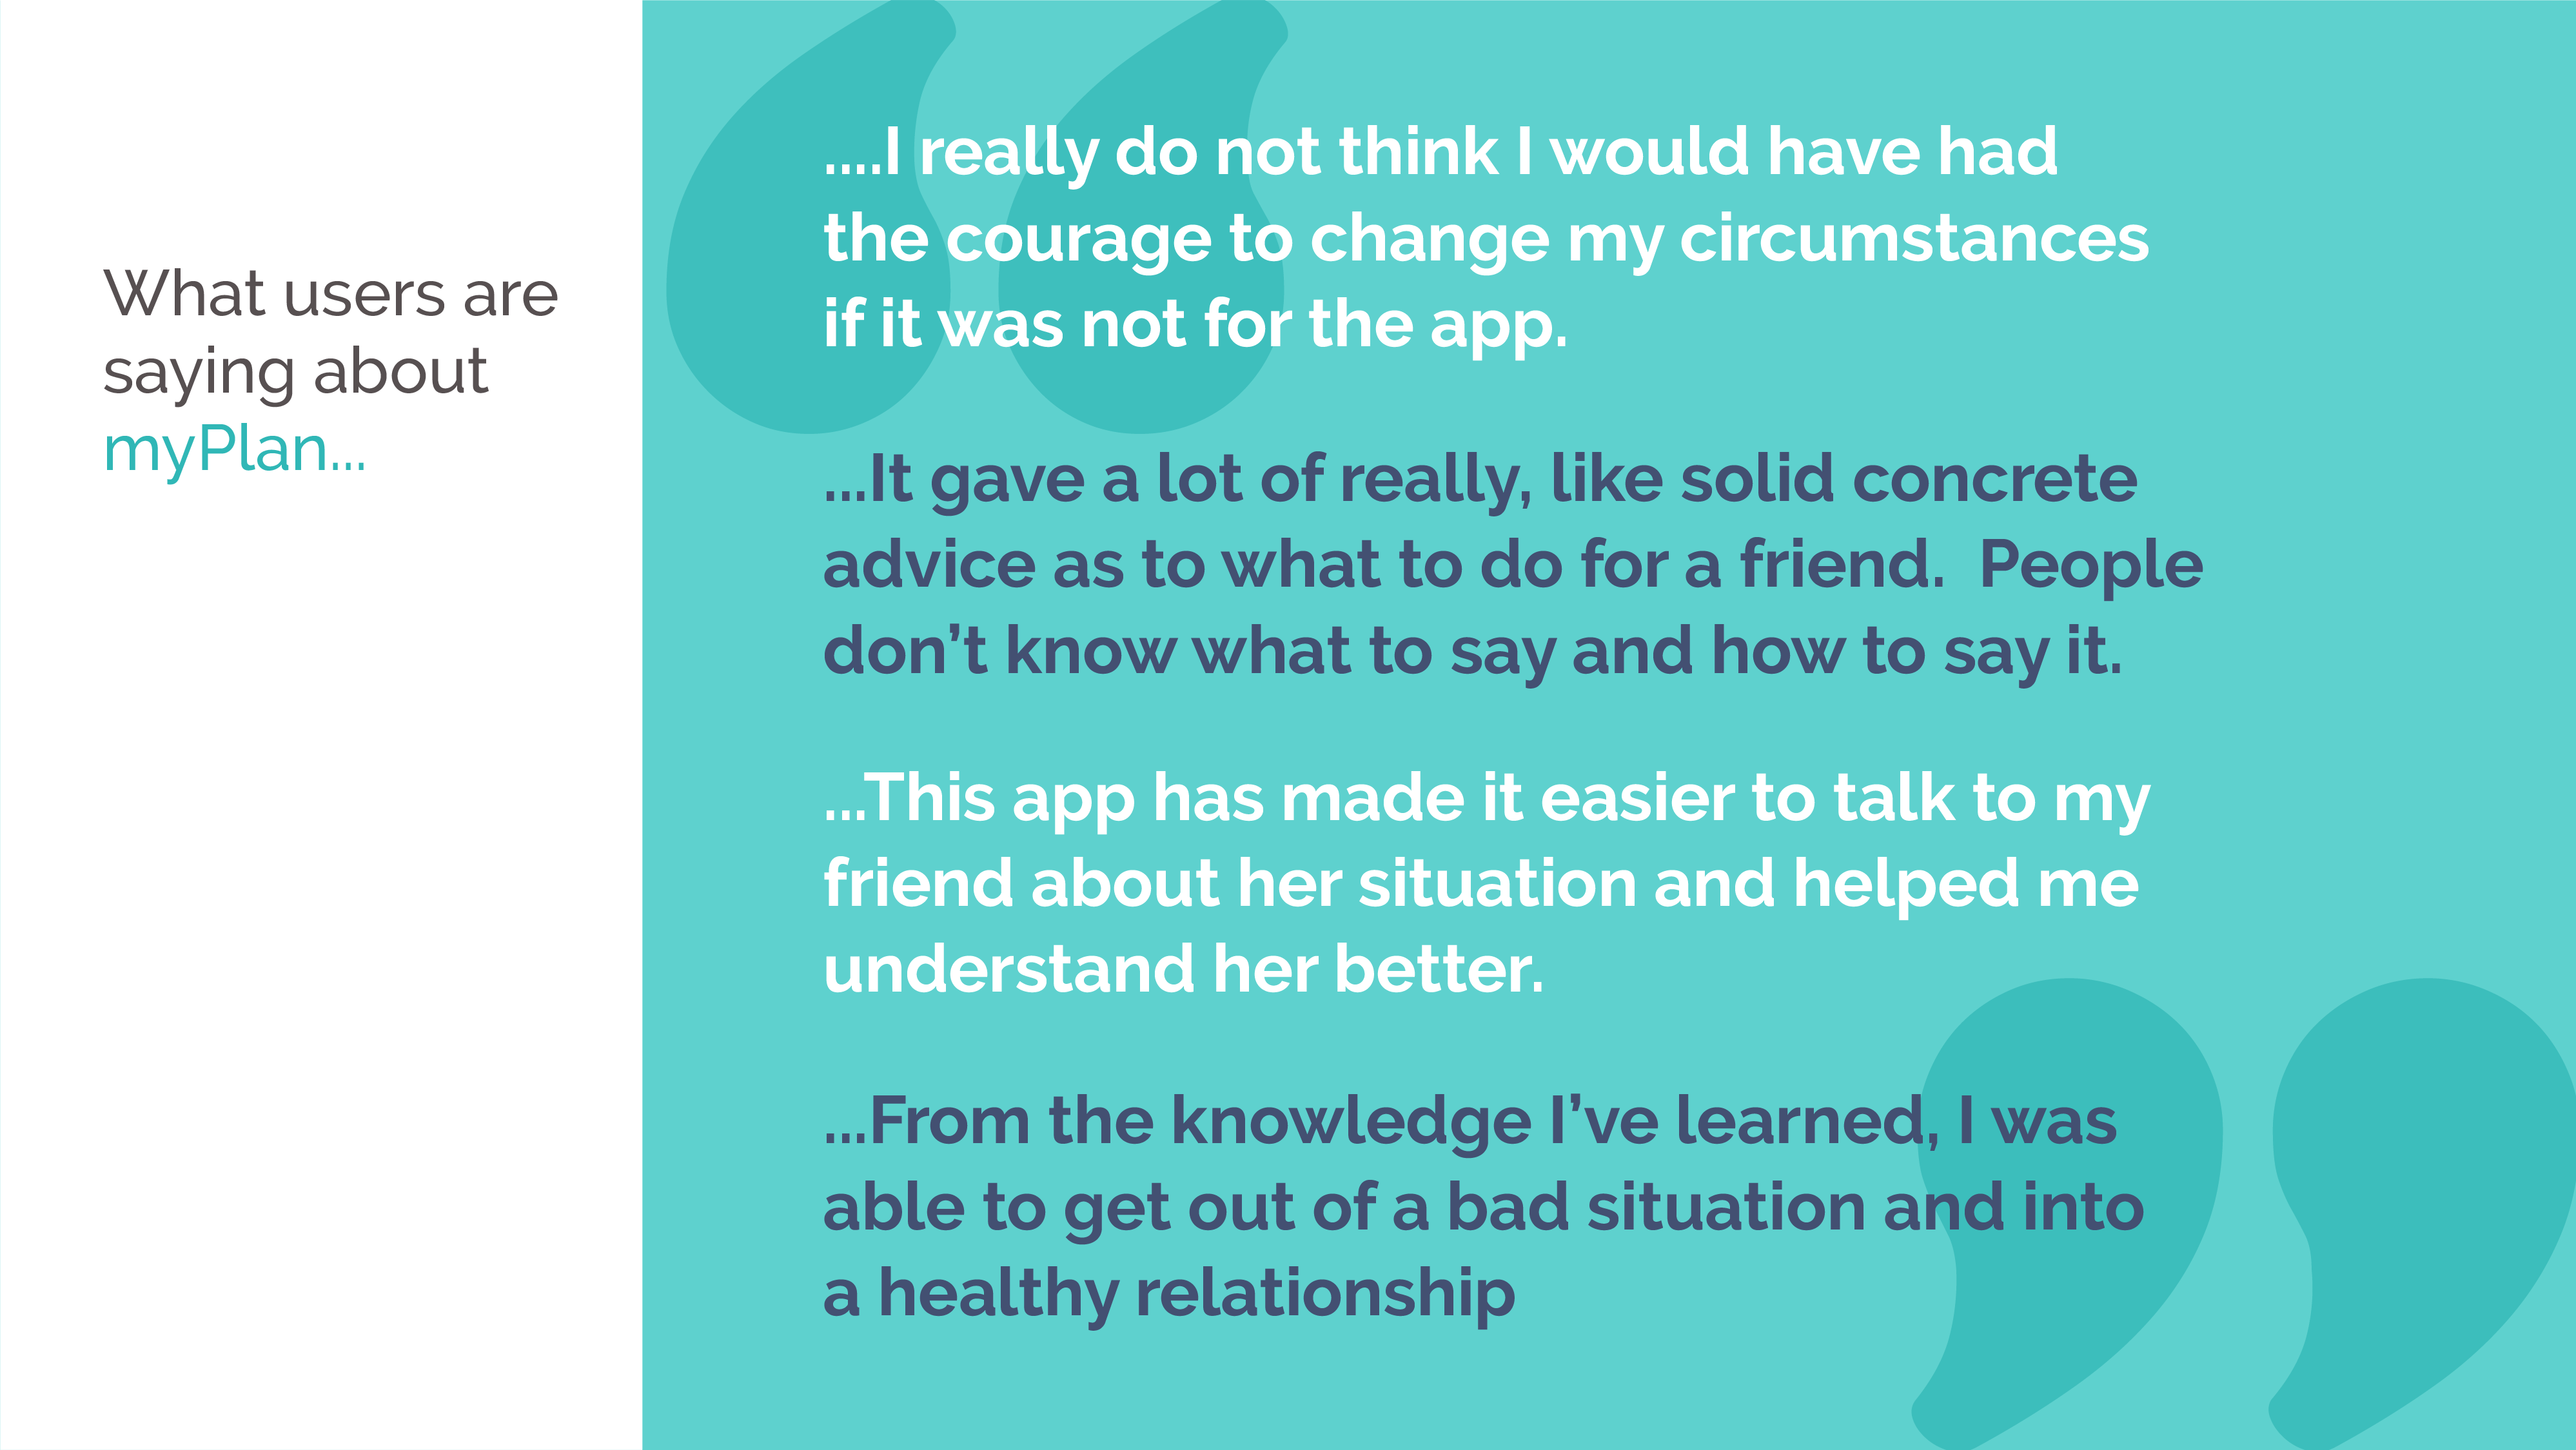 What users are
saying about
myPlan...
....I really do not think I would have had
the courage to change my circumstances
if it was not for the app.
...It gave a lot of really, like solid concrete
advice as to what to do for a friend.  People
don’t know what to say and how to say it.
...This app has made it easier to talk to my
friend about her situation and helped me
understand her better.
...From the knowledge I’ve learned, I was
able to get out of a bad situation and into
a healthy relationship